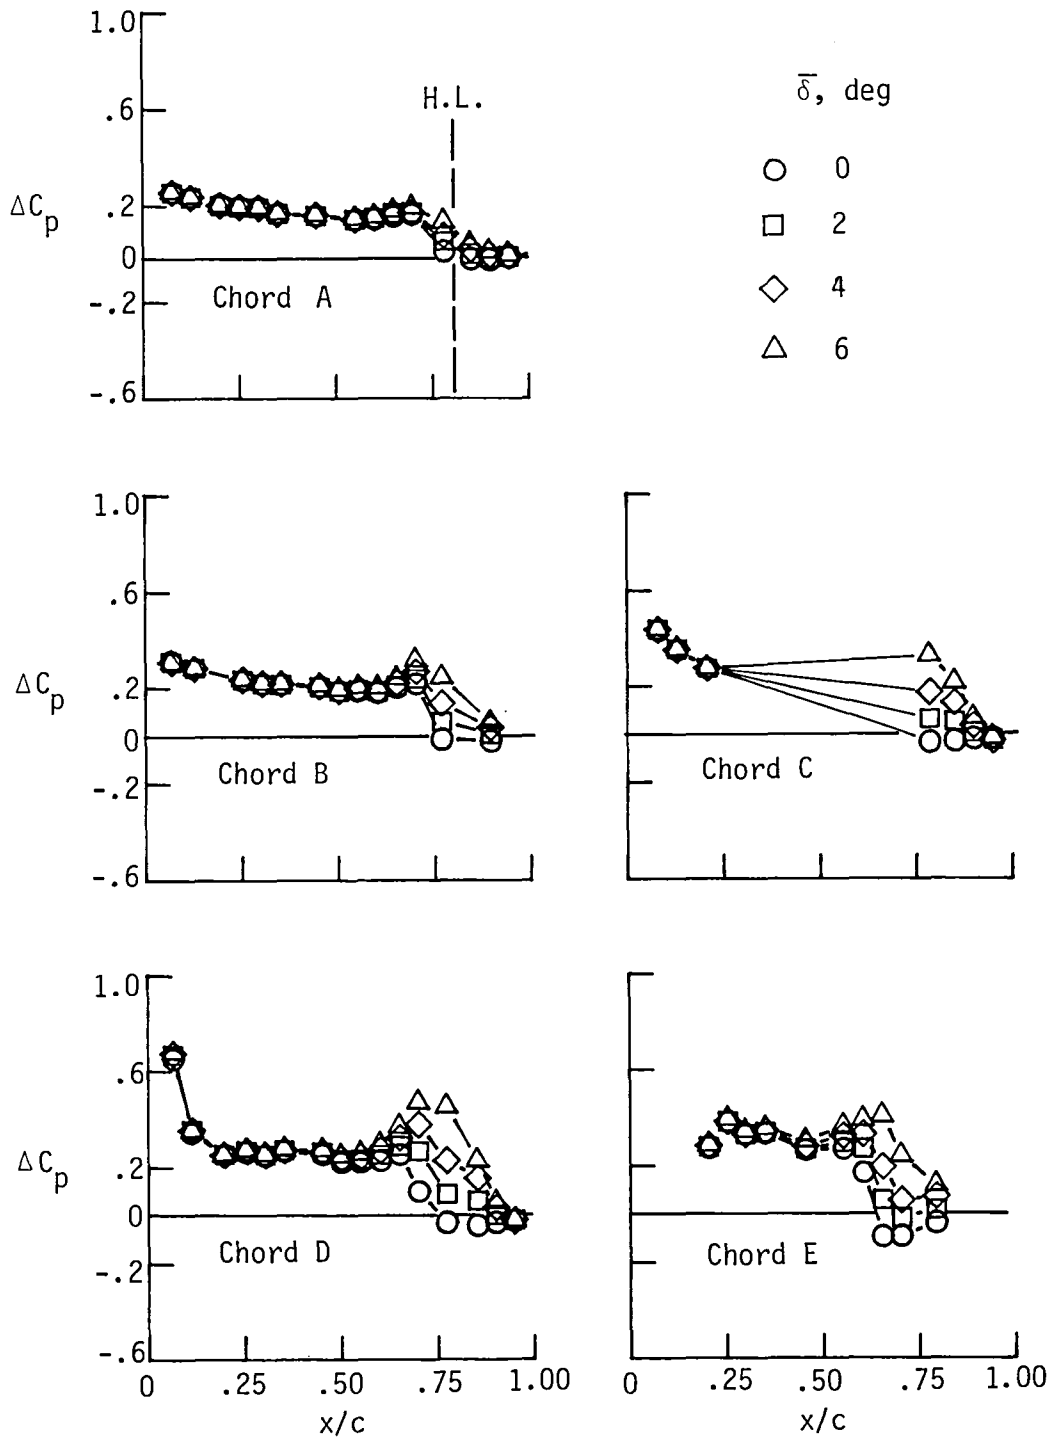 1.0
.6
ΔCp
.2
0
-.2
-.6
H.L.
Chord A
δ̅, deg
○ 0
□ 2
◇ 4
△ 6
1.0
.6
ΔCp
.2
0
-.2
-.6
Chord B
Chord C
1.0
.6
ΔCp
.2
0
-.2
-.6
Chord D
0 .25 .50 .75 1.00
x/c
Chord E
0 .25 .50 .75 1.00
x/c